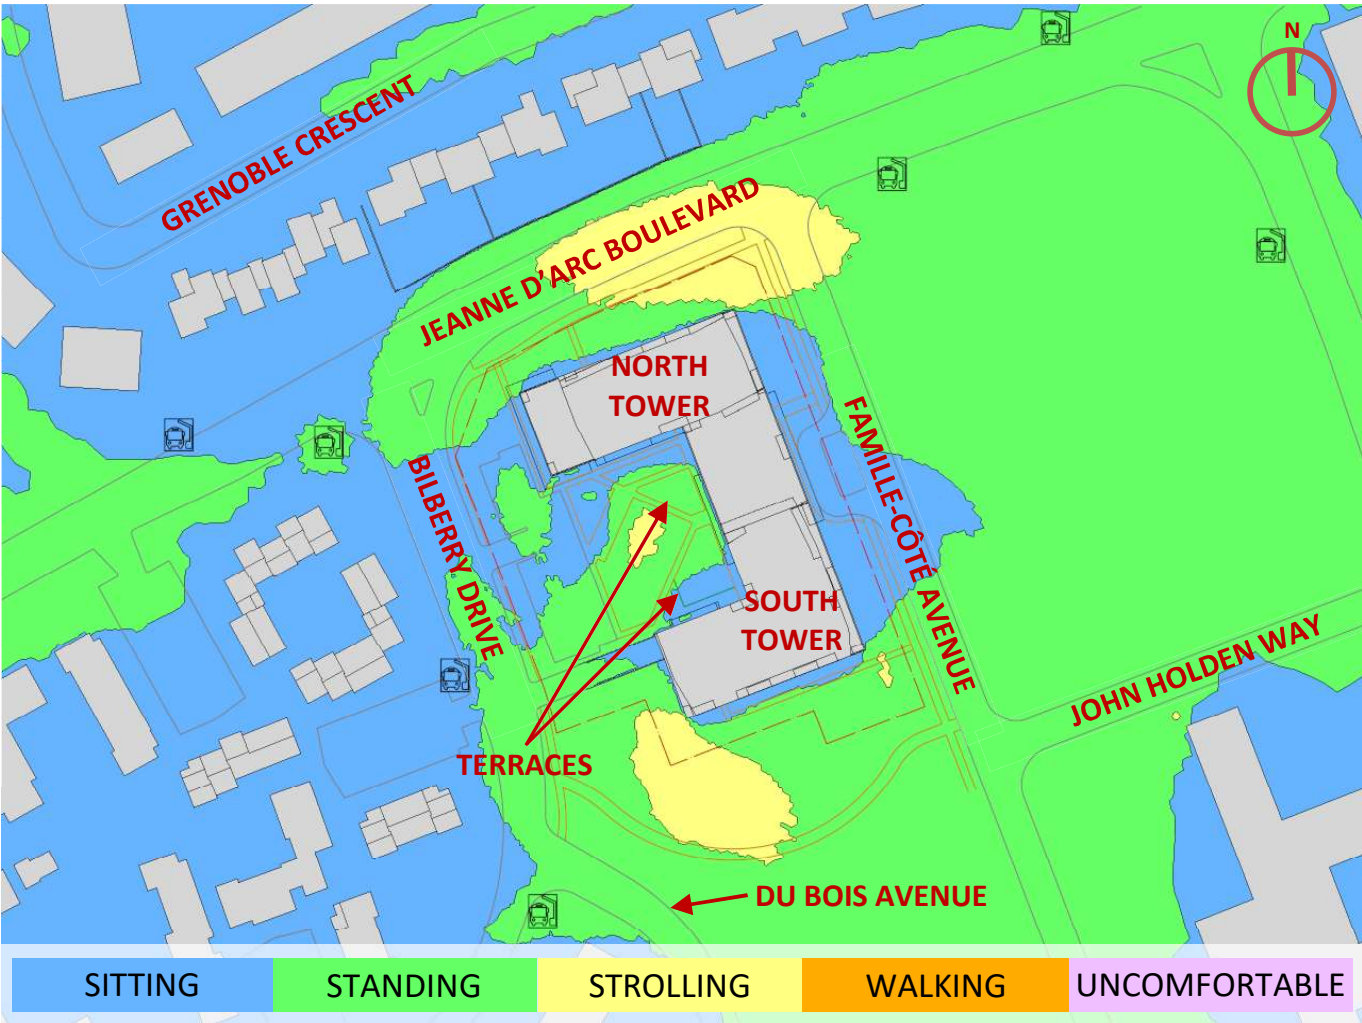 N
GRENOBLE CRESCENT
JEANNE D'ARC BOULEVARD
NORTH
TOWER
FAMILLE-CÔTÉ AVENUE
BILBERRY DRIVE
SOUTH
TOWER
JOHN HOLDEN WAY
TERRACES
DU BOIS AVENUE
SITTING
STANDING
STROLLING
WALKING
UNCOMFORTABLE